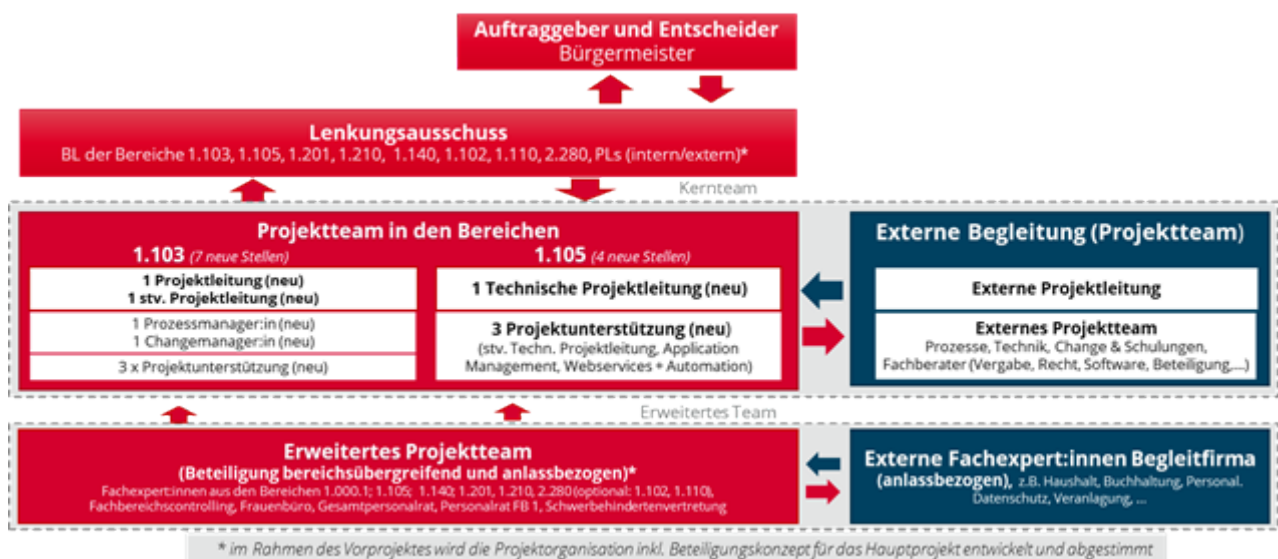 Auftraggeber und Entscheider
Bürgermeister
Lenkungsausschuss
BL der Bereiche 1.103, 1.105, 1.201, 1.210, 1.140, 1.102, 1.110, 2.280, PLs (intern/extern)*
Kernteam
Projektteam in den Bereichen
1.103 (7 neue Stellen)
1 Projektleitung (neu)
1 stv. Projektleitung (neu)
1 Prozessmanager:in (neu)
1 Changemanager:in (neu)
3 x Projektunterstützung (neu)
1.105 (4 neue Stellen)
1 Technische Projektleitung (neu)
3 Projektunterstützung (neu)
(stv. Techn. Projektleitung, Application
Management, Webservices + Automation)
Externe Begleitung (Projektteam)
Externe Projektleitung
Externes Projektteam
Prozesse, Technik, Change & Schulungen,
Fachberater (Vergabe, Recht, Software, Beteiligung,...)
Erweitertes Team
Erweitertes Projektteam
(Beteiligung bereichsübergreifend und anlassbezogen)*
Fachexpert:innen aus den Bereichen 1.000.1; 1.105; 1.140; 1.201, 1.210, 2.280 (optional: 1.102, 1.110),
Fachbereichscontrolling, Frauenbüro, Gesamtpersonalrat, Personalrat FB 1, Schwerbehindertenvertretung
Externe Fachexpert:innen Begleitfirma
(anlassbezogen), z.B. Haushalt, Buchhaltung, Personal.
Datenschutz, Veranlagung, ...
* im Rahmen des Vorprojektes wird die Projektorganisation inkl. Beteiligungskonzept für das Hauptprojekt entwickelt und abgestimmt